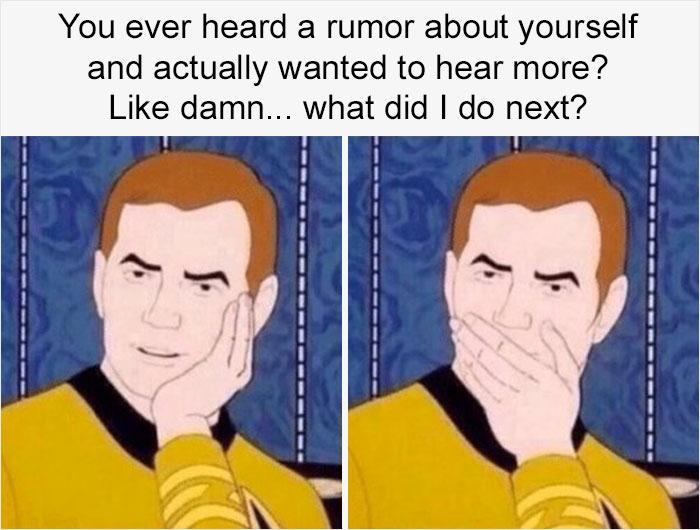 You ever heard a rumor about yourself
and actually wanted to hear more?
Like damn... what did I do next?